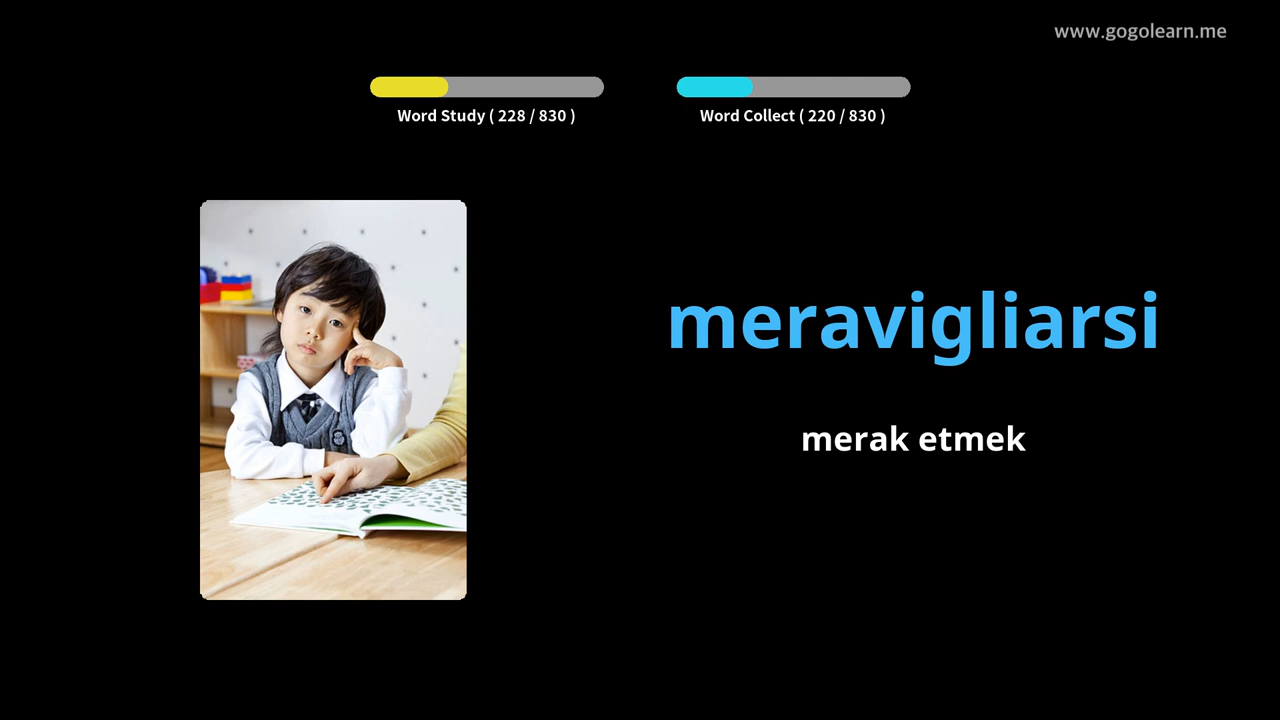 www.gogolearn.me
Word Study ( 228 / 830 )
Word Collect ( 220 / 830 )
meravigliarsi
merak etmek